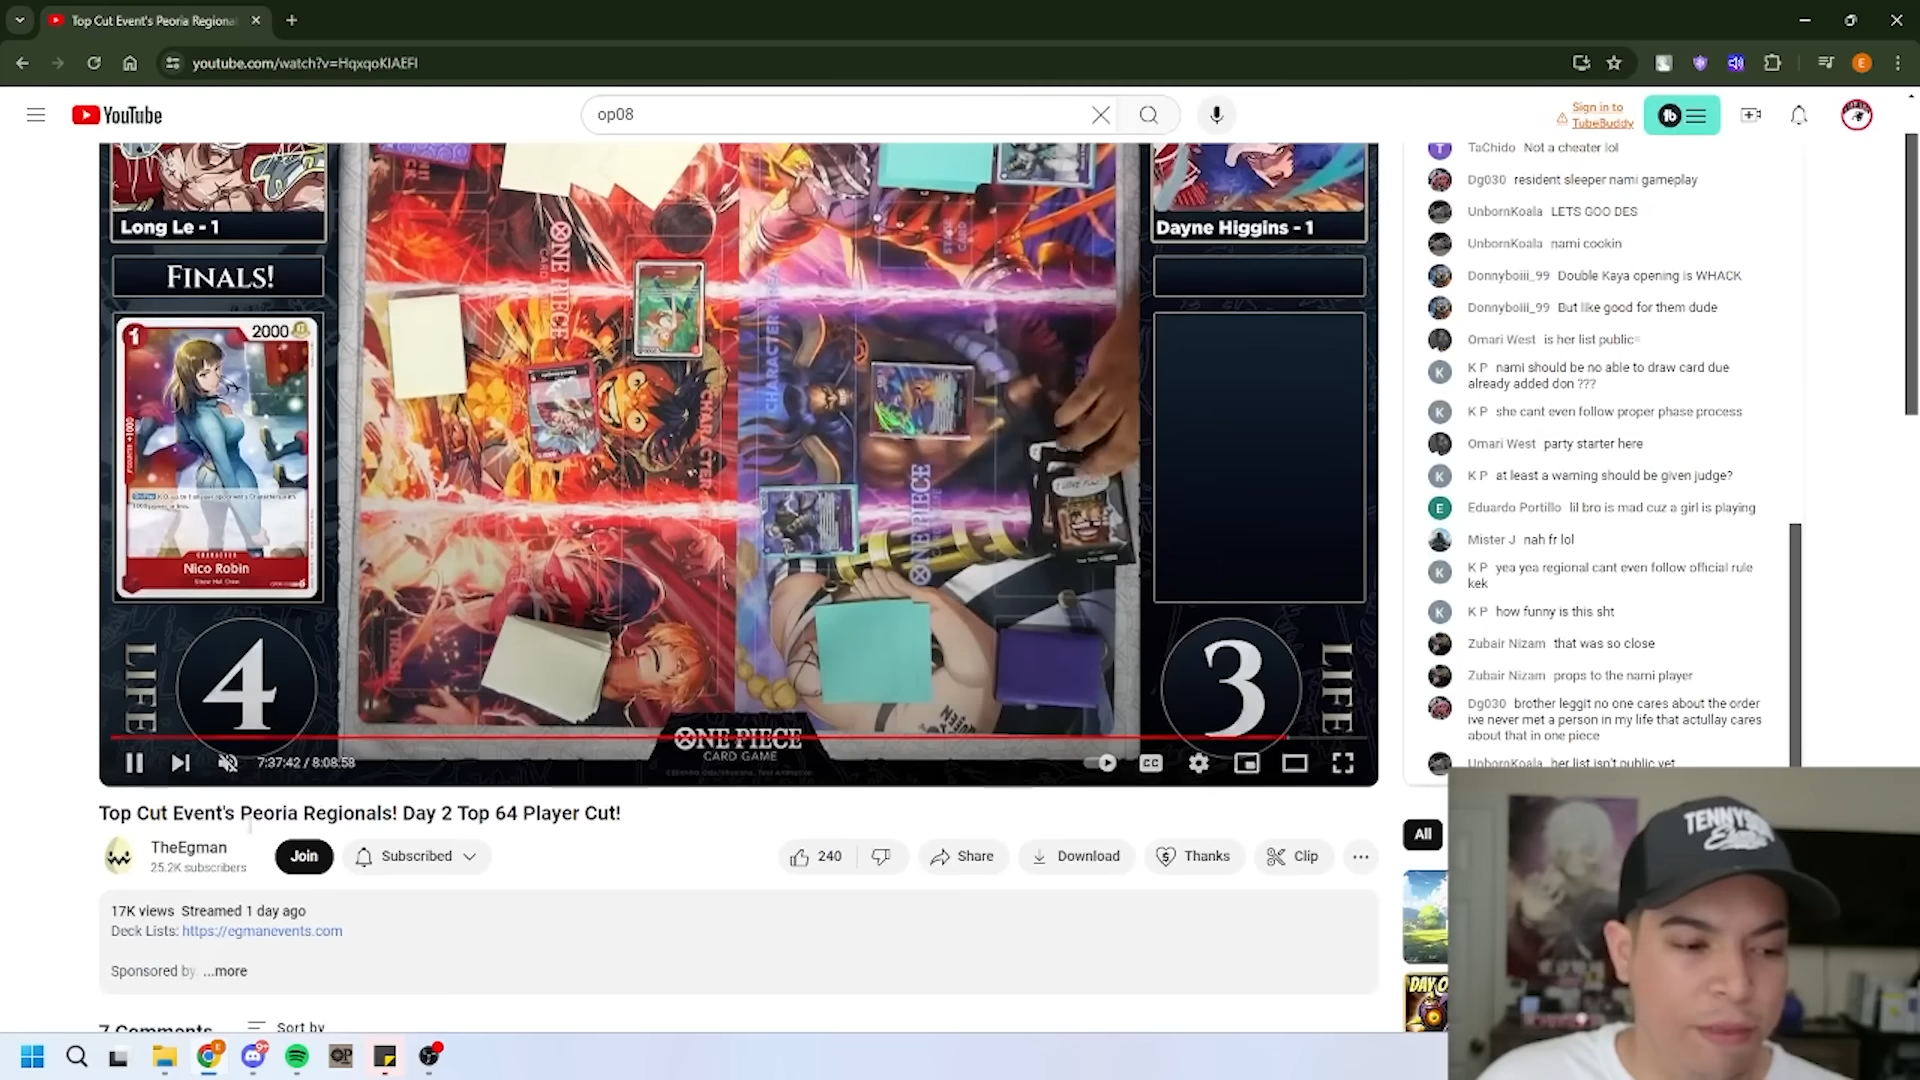 Top Cut Event's Peoria Regiona
youtube.com/watch?v=HqxqoKIAEFI
YouTube
op08
Sign in to
TubeBuddy
Long Le - 1
FINALS!
1
2000
Nico Robin
LIFE
4
Dayne Higgins - 1
3
LIFE
ONE PIECE
CARD GAME
CHARACTER AREA
ONE PIECE
7:37:42 / 8:08:58
TaChido Not a cheater lol
Dg030 resident sleeper nami gameplay
UnbornKoala LETS GOO DES
UnbornKoala nami cookin
Donnyboiii_99 Double Kaya opening is WHACK
Donnyboiii_99 But like good for them dude
Omari West is her list public=
K P nami should be no able to draw card due
already added don ???
K P she cant even follow proper phase process
Omari West party starter here
K P at least a warning should be given judge?
Eduardo Portillo lil bro is mad cuz a girl is playing
Mister J nah fr lol
K P yea yea regional cant even follow official rule
kek
K P how funny is this sht
Zubair Nizam that was so close
Zubair Nizam props to the nami player
Dg030 brother leggit no one cares about the order
ive never met a person in my life that actullay cares
about that in one piece
UnbornKoala her list isn't public yet
Top Cut Event's Peoria Regionals! Day 2 Top 64 Player Cut!
TheEgman
25.2K subscribers
Join
Subscribed
240
Share
Download
Thanks
Clip
All
17K views Streamed 1 day ago
Deck Lists: https://egmanevents.com
Sponsored by ...more
7 Comments
Sort by
TENNYSON